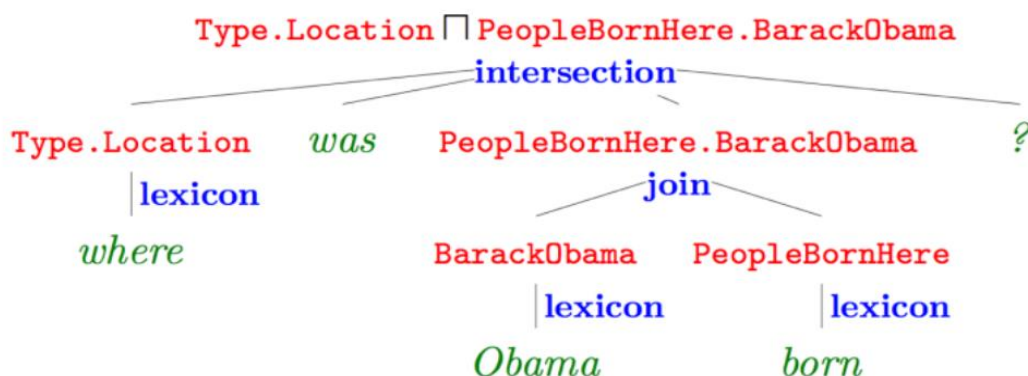 Type.Location ⊓ PeopleBornHere.BarackObama
intersection
Type.Location was PeopleBornHere.BarackObama ?
lexicon join
where BarackObama PeopleBornHere
lexicon lexicon
Obama born